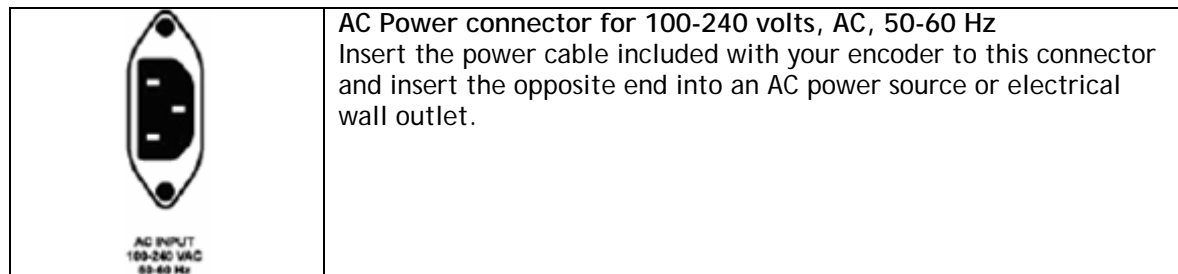 AC INPUT
100-240 VAC
50-60 Hz
AC Power connector for 100-240 volts, AC, 50-60 Hz
Insert the power cable included with your encoder to this connector
and insert the opposite end into an AC power source or electrical
wall outlet.